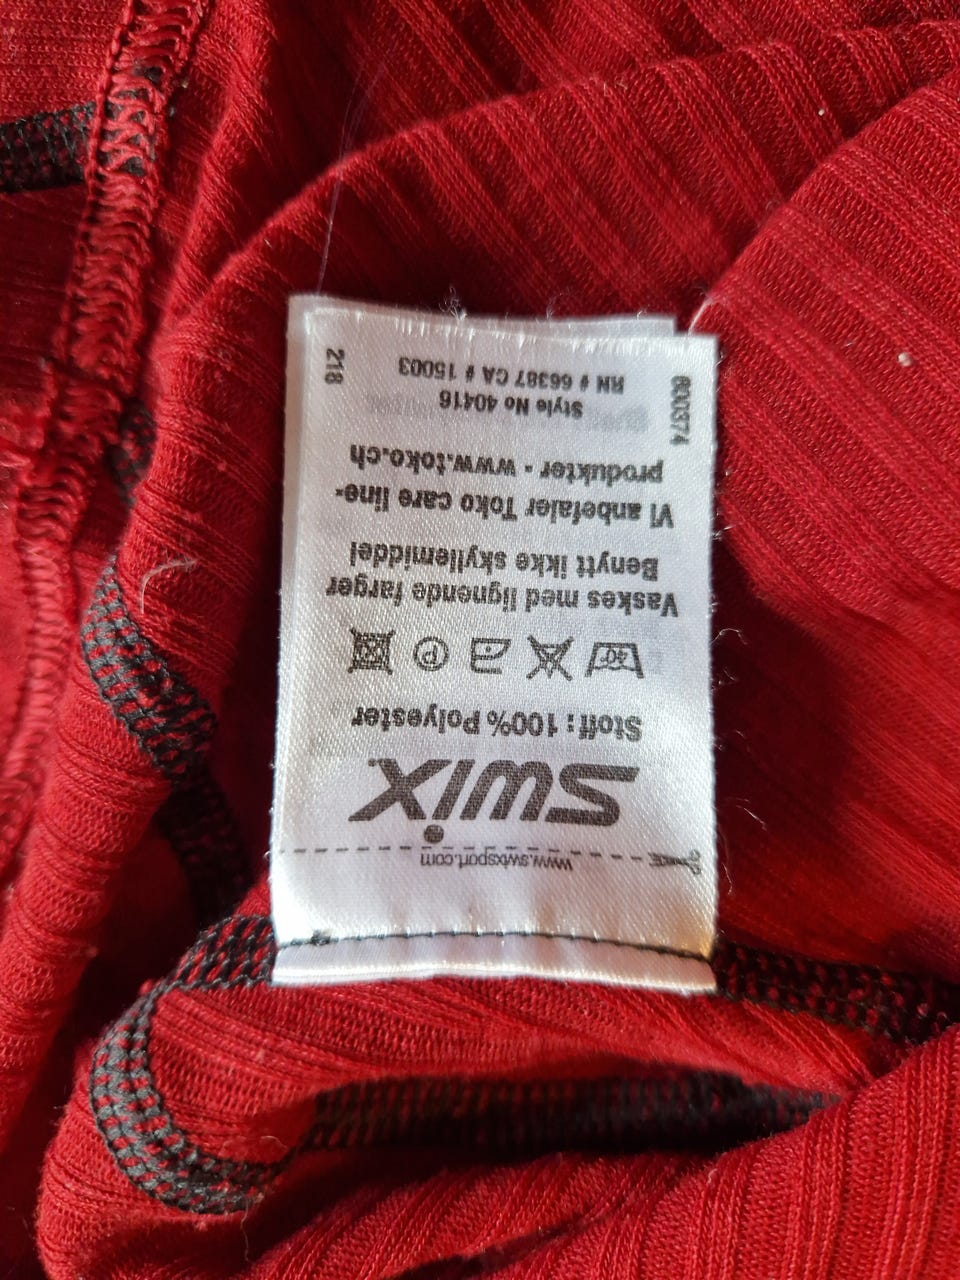 www.swixsport.com
swix
Stoff: 100% Polyester
40°
P
Vaskes med lignende farger
Benytt ikke skyllemiddel
Vi anbefaler Toko care line-
produkter - www.toko.ch
Style No 40416
RN # 66387 CA # 15003
600374
218